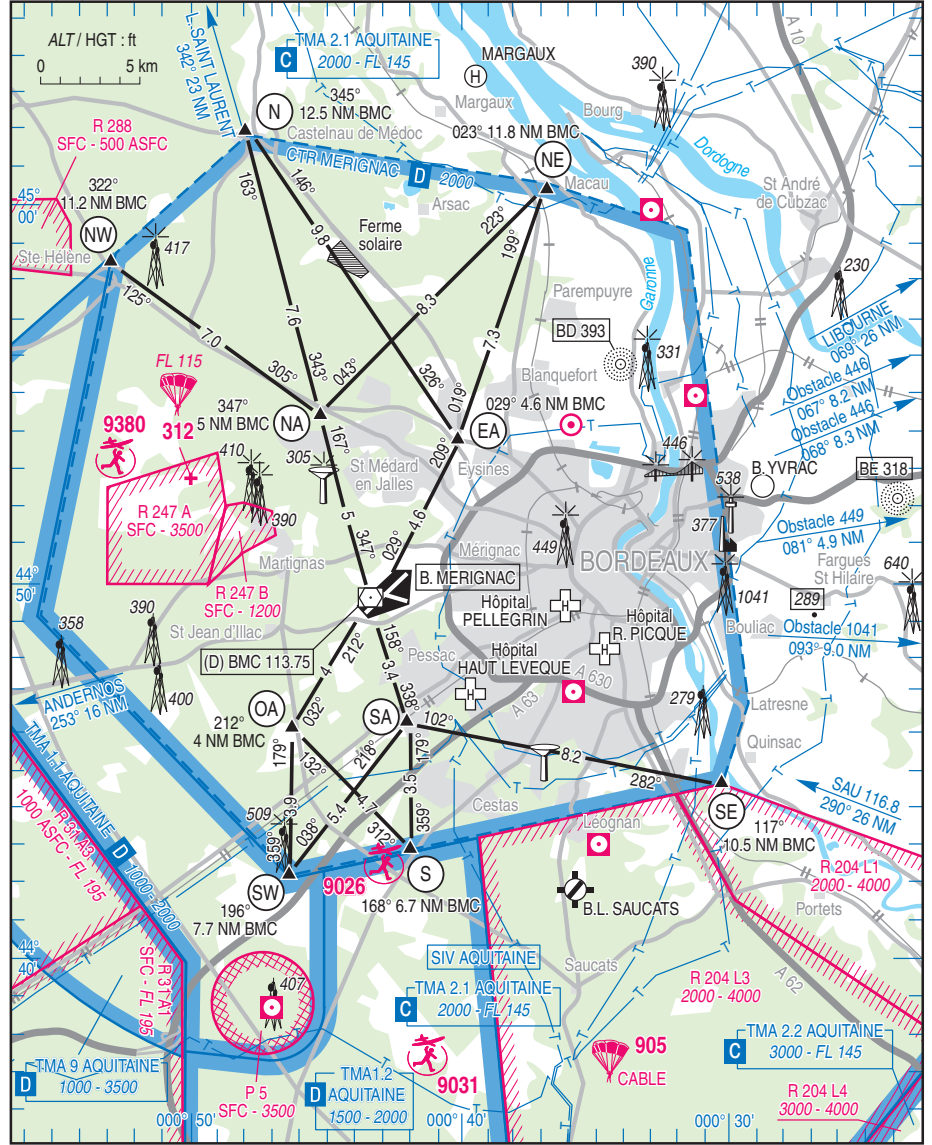 ALT / HGT : ft
0 5 km
L.SAINT LAURENT
342° 23 NM
TMA 2.1 AQUITAINE
C
2000 - FL 145
MARGAUX
H
Margaux
390
A 10
Bourg
Dordogne
N
345°
12.5 NM BMC
Castelnau de Médoc
023° 11.8 NM BMC
NE
Macau
R 288
SFC - 500 ASFC
CTR MERIGNAC
D
2000
St André
de Cubzac
45°
00'
322°
11.2 NM BMC
NW
Ste Hélène
417
163°
146°
9.8
Arsac
Ferme
solaire
223°
199°
Garonne
230
125°
7.0
7.6
8.3
7.3
Parempuyre
BD 393
331
LIBOURNE
069° 26 NM
FL 115
305°
343°
043°
326°
019°
Blanquefort
Obstacle 446
067° 8.2 NM
Obstacle 446
068° 8.3 NM
9380
312
347°
5 NM BMC
NA
029° 4.6 NM BMC
EA
209°
Eysines
410
305
167°
St Médard
en Jalles
446
538
B. YVRAC
BE 318
R 247 A
SFC - 3500
390
5
4.6
347°
029°
Mérignac
449
BORDEAUX
377
Obstacle 449
081° 4.9 NM
Martignas
R 247 B
SFC - 1200
B. MERIGNAC
Fargues
St Hilaire
640
44°
50'
358
390
St Jean d'Illac
400
(D) BMC 113.75
212°
4
158°
3.4
Pessac
Hôpital
PELLEGRIN
H
Hôpital
R. PICQUE
H
Hôpital
HAUT LEVEQUE
H
A 630
A 63
1041
289
Bouliac
Obstacle 1041
093° 9.0 NM
ANDERNOS
253° 16 NM
OA
212°
4 NM BMC
032°
338°
SA
102°
279
Latresne
Quinsac
179°
132°
218°
179°
8.2
282°
TMA 1.1 AQUITAINE
D
1000 - 2000
R 31 A3
1000 ASFC - FL 195
509
3.9
359°
038°
5.4
4.7
312°
3.5
359°
Cestas
Léognan
SAU 116.8
290° 26 NM
SE
117°
10.5 NM BMC
SW
196°
7.7 NM BMC
9026
S
168° 6.7 NM BMC
B.L. SAUCATS
R 204 L1
2000 - 4000
Portets
44°
40'
R 31 A1
SFC - FL 195
407
SIV AQUITAINE
Saucats
TMA 2.1 AQUITAINE
C
2000 - FL 145
R 204 L3
2000 - 4000
A 62
TMA 9 AQUITAINE
D
1000 - 3500
P 5
SFC - 3500
TMA1.2
D
AQUITAINE
1500 - 2000
9031
905
CABLE
TMA 2.2 AQUITAINE
C
3000 - FL 145
R 204 L4
3000 - 4000
000° 50'
000° 40'
000° 30'